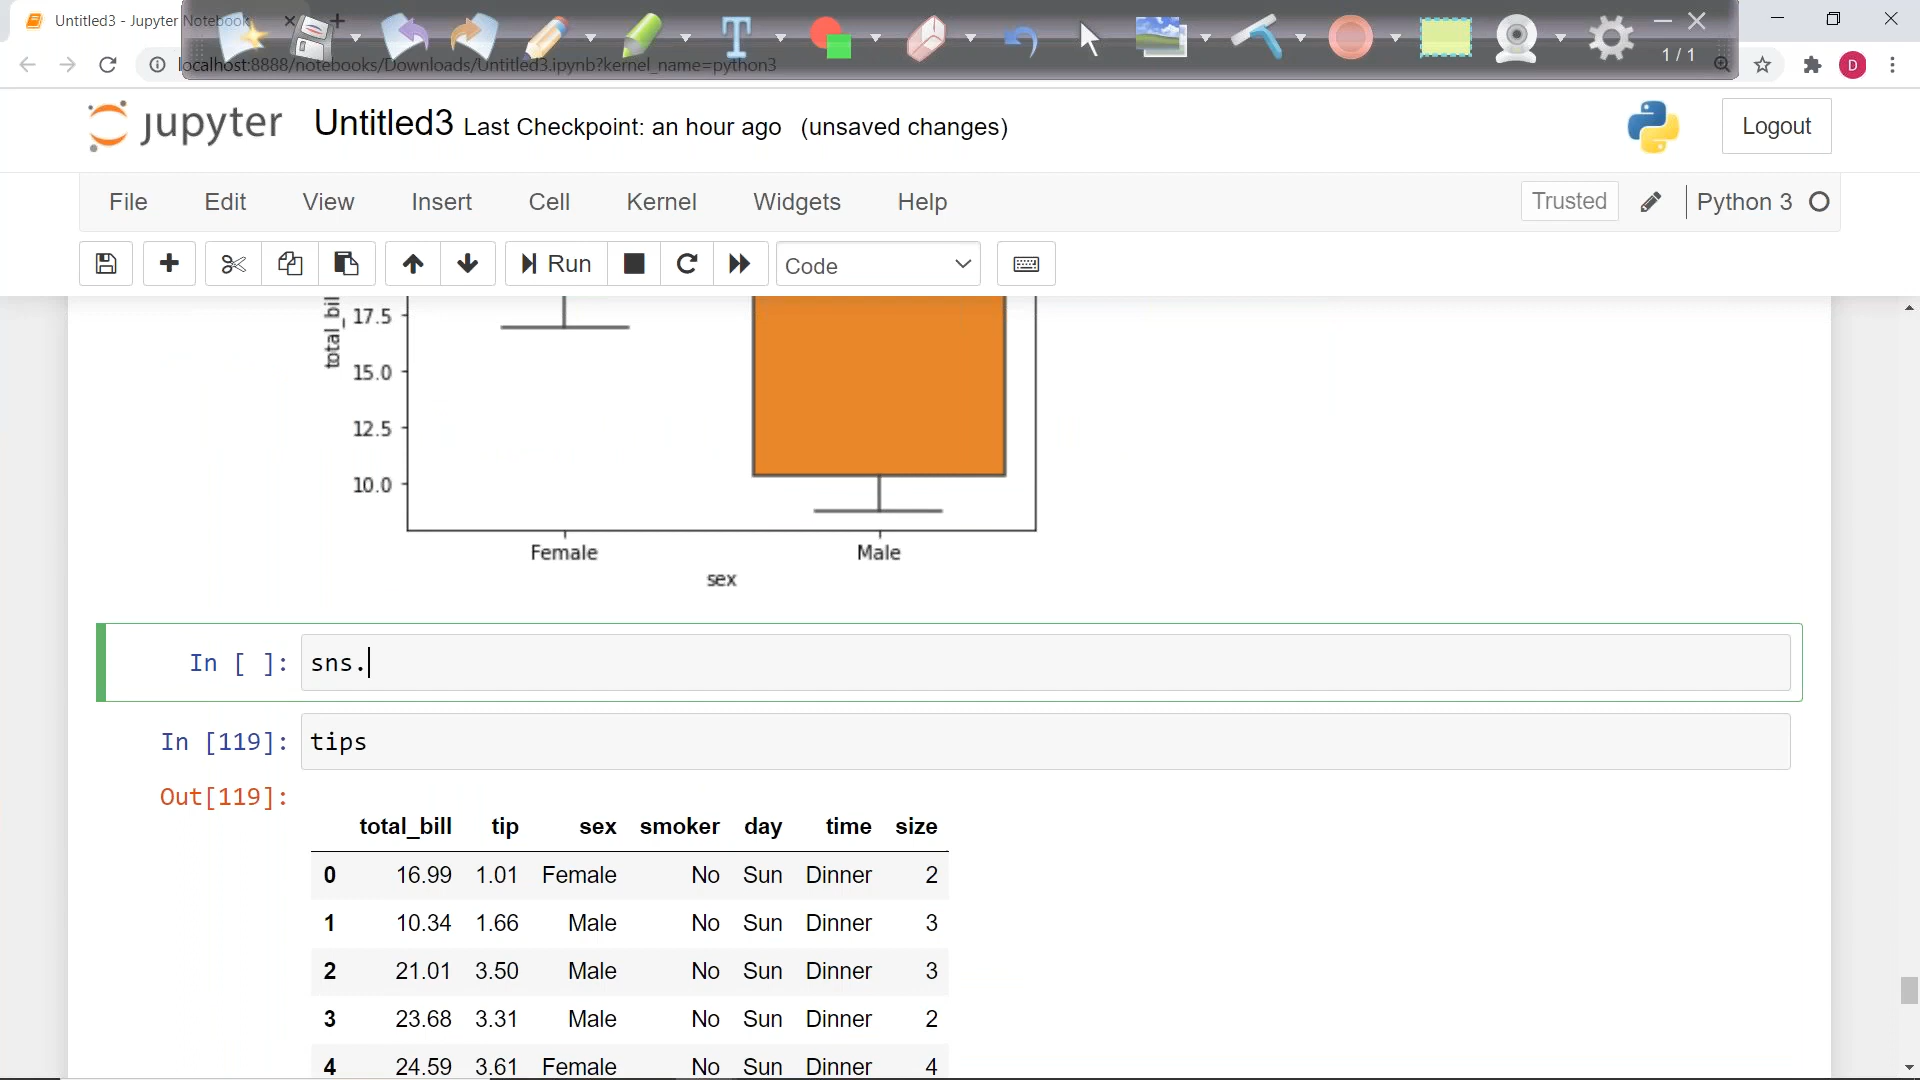 Untitled3 - Jupyter Notebook
localhost:8888/notebooks/Downloads/Untitled3.ipynb?kernel_name=python3
1 / 1
D
jupyter Untitled3 Last Checkpoint: an hour ago (unsaved changes)
Logout
File Edit View Insert Cell Kernel Widgets Help
Trusted
Python 3
Run
Code
total_bil
17.5
15.0
12.5
10.0
Female Male
sex
In [ ]: sns.
In [119]: tips
Out[119]:
total_bill tip sex smoker day time size
0 16.99 1.01 Female No Sun Dinner 2
1 10.34 1.66 Male No Sun Dinner 3
2 21.01 3.50 Male No Sun Dinner 3
3 23.68 3.31 Male No Sun Dinner 2
4 24.59 3.61 Female No Sun Dinner 4